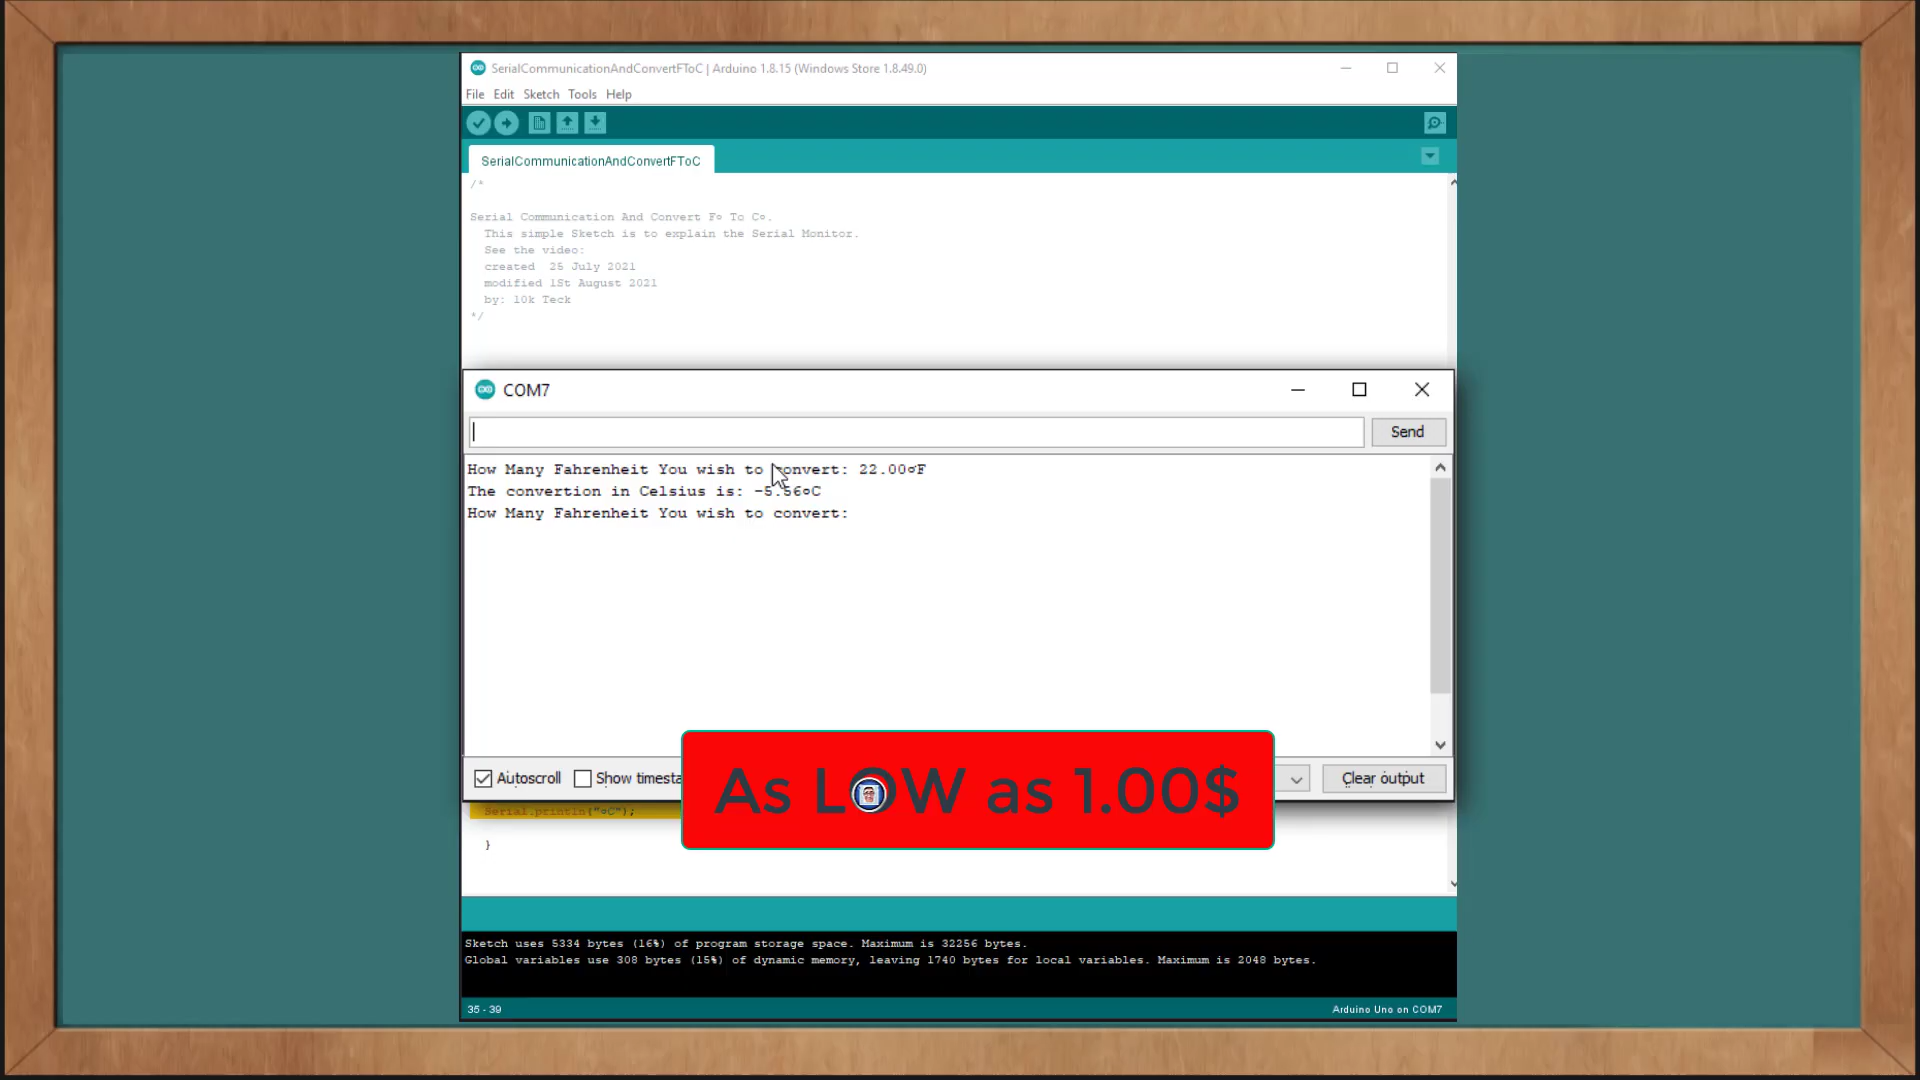 SerialCommunicationAndConvertFToC | Arduino 1.8.15 (Windows Store 1.8.49.0)
File Edit Sketch Tools Help
SerialCommunicationAndConvertFToC
/*
Serial Communication And Convert Fº To Cº.
This simple Sketch is to explain the Serial Monitor.
See the video:
created 25 July 2021
modified 1St August 2021
by: 10k Teck
*/
COM7
Send
How Many Fahrenheit You wish to convert: 22.00ºF
The convertion in Celsius is: -5.56ºC
How Many Fahrenheit You wish to convert:
Autoscroll Show timesta
Clear output
As LOW as 1.00$
Serial.println("ºC");
}
Sketch uses 5334 bytes (16%) of program storage space. Maximum is 32256 bytes.
Global variables use 308 bytes (15%) of dynamic memory, leaving 1740 bytes for local variables. Maximum is 2048 bytes.
35 - 39
Arduino Uno on COM7